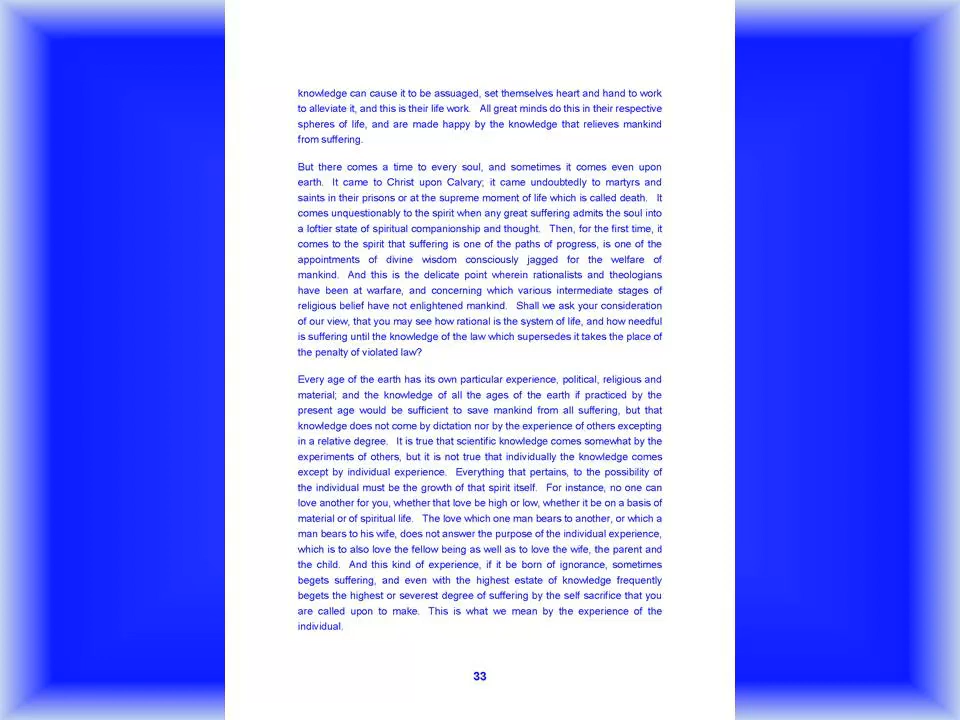 knowledge can cause it to be assuaged, set themselves heart and hand to work
to alleviate it, and this is their life work. All great minds do this in their respective
spheres of life, and are made happy by the knowledge that relieves mankind
from suffering.
But there comes a time to every soul, and sometimes it comes even upon
earth. It came to Christ upon Calvary; it came undoubtedly to martyrs and
saints in their prisons or at the supreme moment of life which is called death. It
comes unquestionably to the spirit when any great suffering admits the soul into
a loftier state of spiritual companionship and thought. Then, for the first time, it
comes to the spirit that suffering is one of the paths of progress, is one of the
appointments of divine wisdom consciously jagged for the welfare of
mankind. And this is the delicate point wherein rationalists and theologians
have been at warfare, and concerning which various intermediate stages of
religious belief have not enlightened mankind. Shall we ask your consideration
of our view, that you may see how rational is the system of life, and how needful
is suffering until the knowledge of the law which supersedes it takes the place of
the penalty of violated law?
Every age of the earth has its own particular experience, political, religious and
material; and the knowledge of all the ages of the earth if practiced by the
present age would be sufficient to save mankind from all suffering, but that
knowledge does not come by dictation nor by the experience of others excepting
in a relative degree. It is true that scientific knowledge comes somewhat by the
experiments of others, but it is not true that individually the knowledge comes
except by individual experience. Everything that pertains, to the possibility of
the individual must be the growth of that spirit itself. For instance, no one can
love another for you, whether that love be high or low, whether it be on a basis of
material or of spiritual life. The love which one man bears to another, or which a
man bears to his wife, does not answer the purpose of the individual experience,
which is to also love the fellow being as well as to love the wife, the parent and
the child. And this kind of experience, if it be born of ignorance, sometimes
begets suffering, and even with the highest estate of knowledge frequently
begets the highest or severest degree of suffering by the self sacrifice that you
are called upon to make. This is what we mean by the experience of the
individual.
33